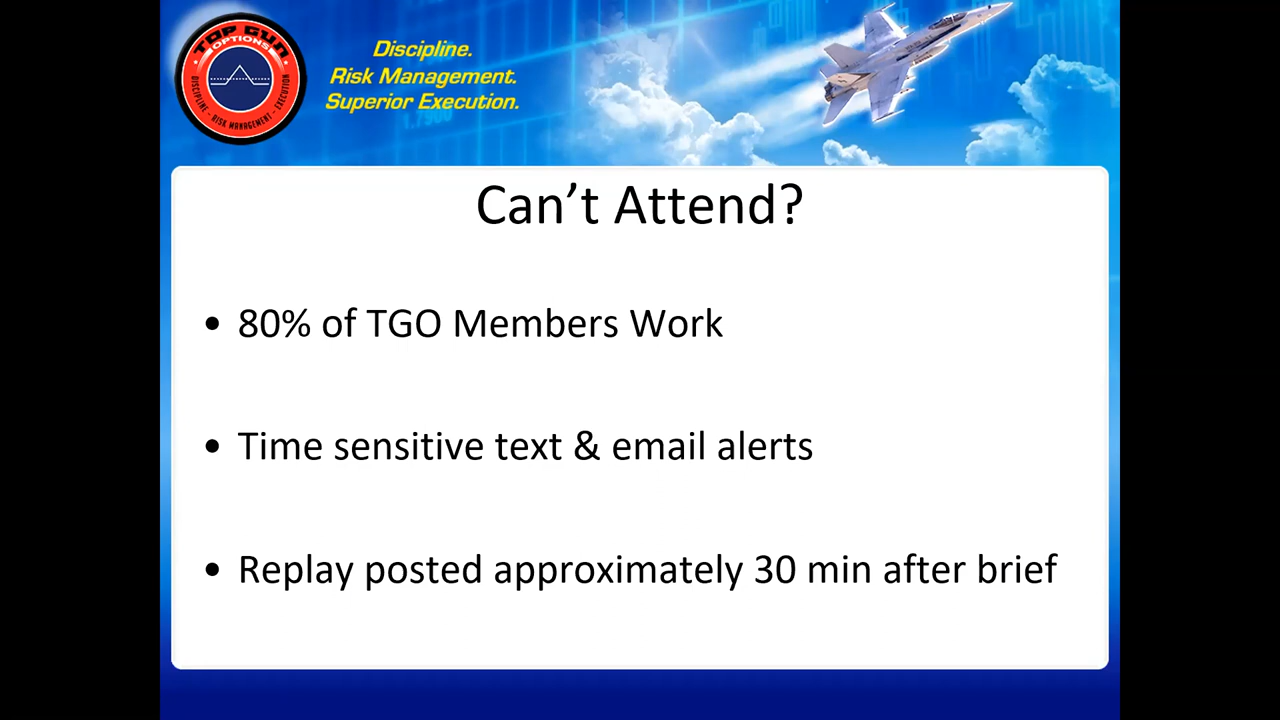 TOP GUN
OPTIONS
DISCIPLINE - RISK MANAGEMENT - EXECUTION
Discipline.
Risk Management.
Superior Execution.
Can’t Attend?
• 80% of TGO Members Work
• Time sensitive text & email alerts
• Replay posted approximately 30 min after brief